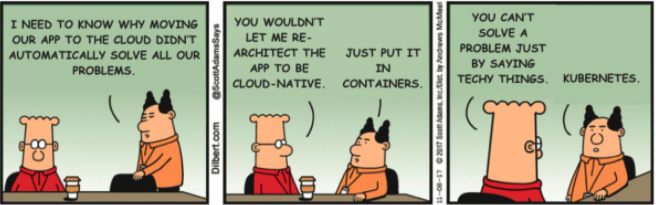 I NEED TO KNOW WHY MOVING
OUR APP TO THE CLOUD DIDN'T
AUTOMATICALLY SOLVE ALL OUR
PROBLEMS.
Dilbert.com @ScottAdamsSays
YOU WOULDN'T
LET ME RE-
ARCHITECT THE
APP TO BE
CLOUD-NATIVE.
JUST PUT IT
IN
CONTAINERS.
11-08-17 © 2017 Scott Adams, Inc./Dist. by Andrews McMeel
YOU CAN'T
SOLVE A
PROBLEM JUST
BY SAYING
TECHY THINGS.
KUBERNETES.